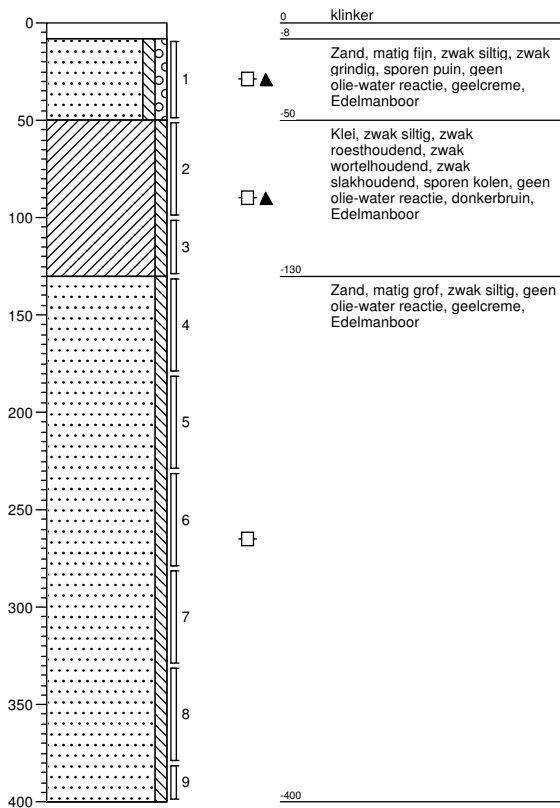 0
klinker
0
-8
Zand, matig fijn, zwak siltig, zwak
grindig, sporen puin, geen
olie-water reactie, geelcreme,
Edelmanboor
1
50
-50
Klei, zwak siltig, zwak
roesthoudend, zwak
wortelhoudend, zwak
slakhoudend, sporen kolen, geen
olie-water reactie, donkerbruin,
Edelmanboor
2
100
3
-130
Zand, matig grof, zwak siltig, geen
olie-water reactie, geelcreme,
Edelmanboor
150
4
200
5
250
6
300
7
350
8
9
400
-400